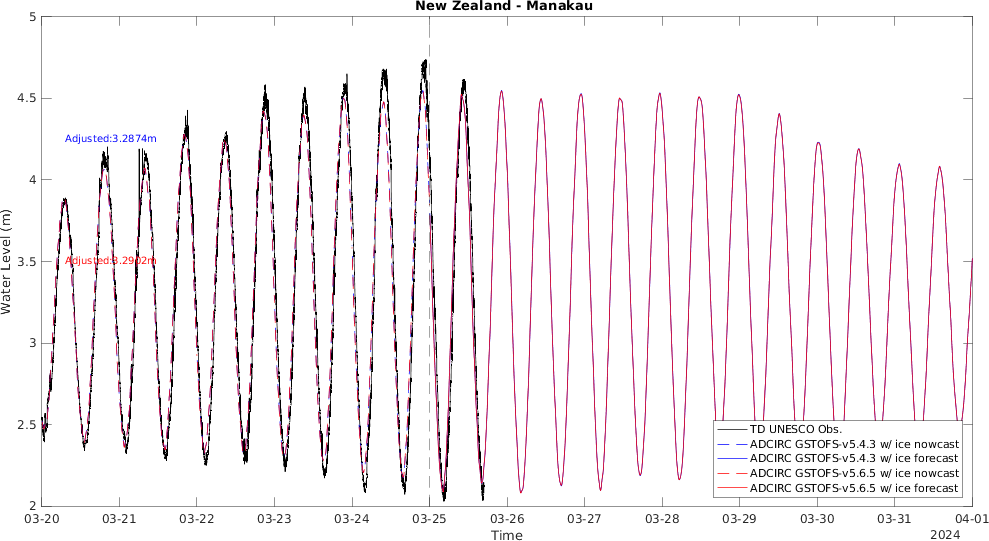 New Zealand - Manakau
5
4.5
4
3.5
3
2.5
2
Water Level (m)
Adjusted:3.2874m
Adjusted:3.2902m
TD UNESCO Obs.
ADCIRC GSTOFS-v5.4.3 w/ ice nowcast
ADCIRC GSTOFS-v5.4.3 w/ ice forecast
ADCIRC GSTOFS-v5.6.5 w/ ice nowcast
ADCIRC GSTOFS-v5.6.5 w/ ice forecast
03-20 03-21 03-22 03-23 03-24 03-25 03-26 03-27 03-28 03-29 03-30 03-31 04-01
Time
2024